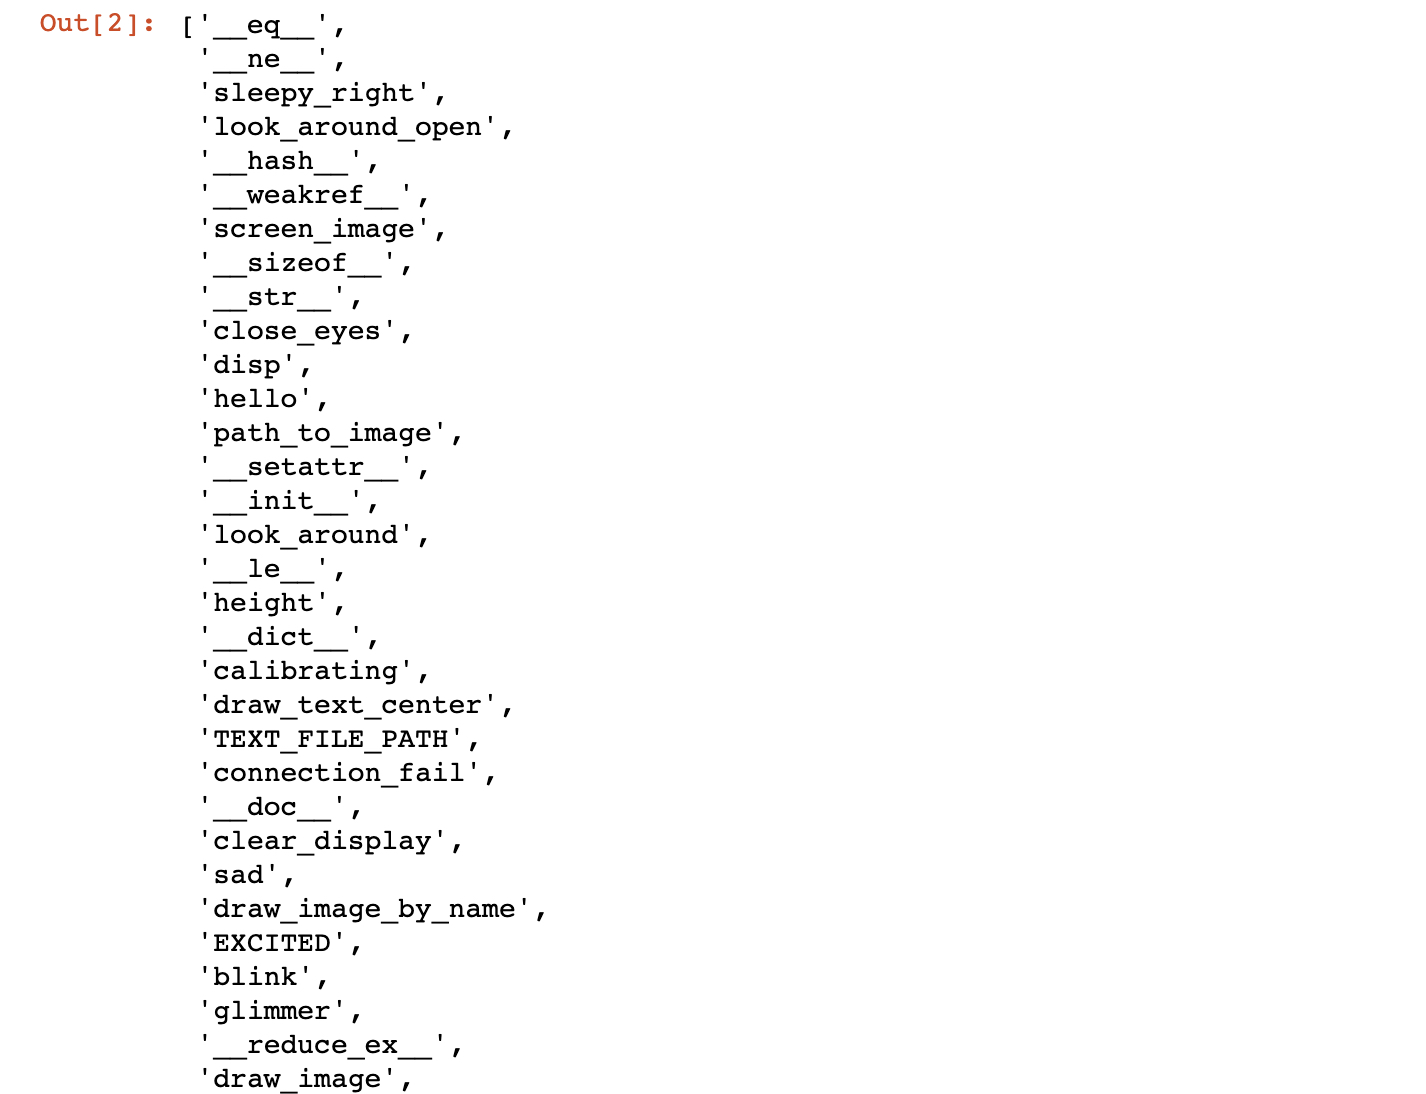 Out[2]: ['__eq__',
'__ne__',
'sleepy_right',
'look_around_open',
'__hash__',
'__weakref__',
'screen_image',
'__sizeof__',
'__str__',
'close_eyes',
'disp',
'hello',
'path_to_image',
'__setattr__',
'__init__',
'look_around',
'__le__',
'height',
'__dict__',
'calibrating',
'draw_text_center',
'TEXT_FILE_PATH',
'connection_fail',
'__doc__',
'clear_display',
'sad',
'draw_image_by_name',
'EXCITED',
'blink',
'glimmer',
'__reduce_ex__',
'draw_image',